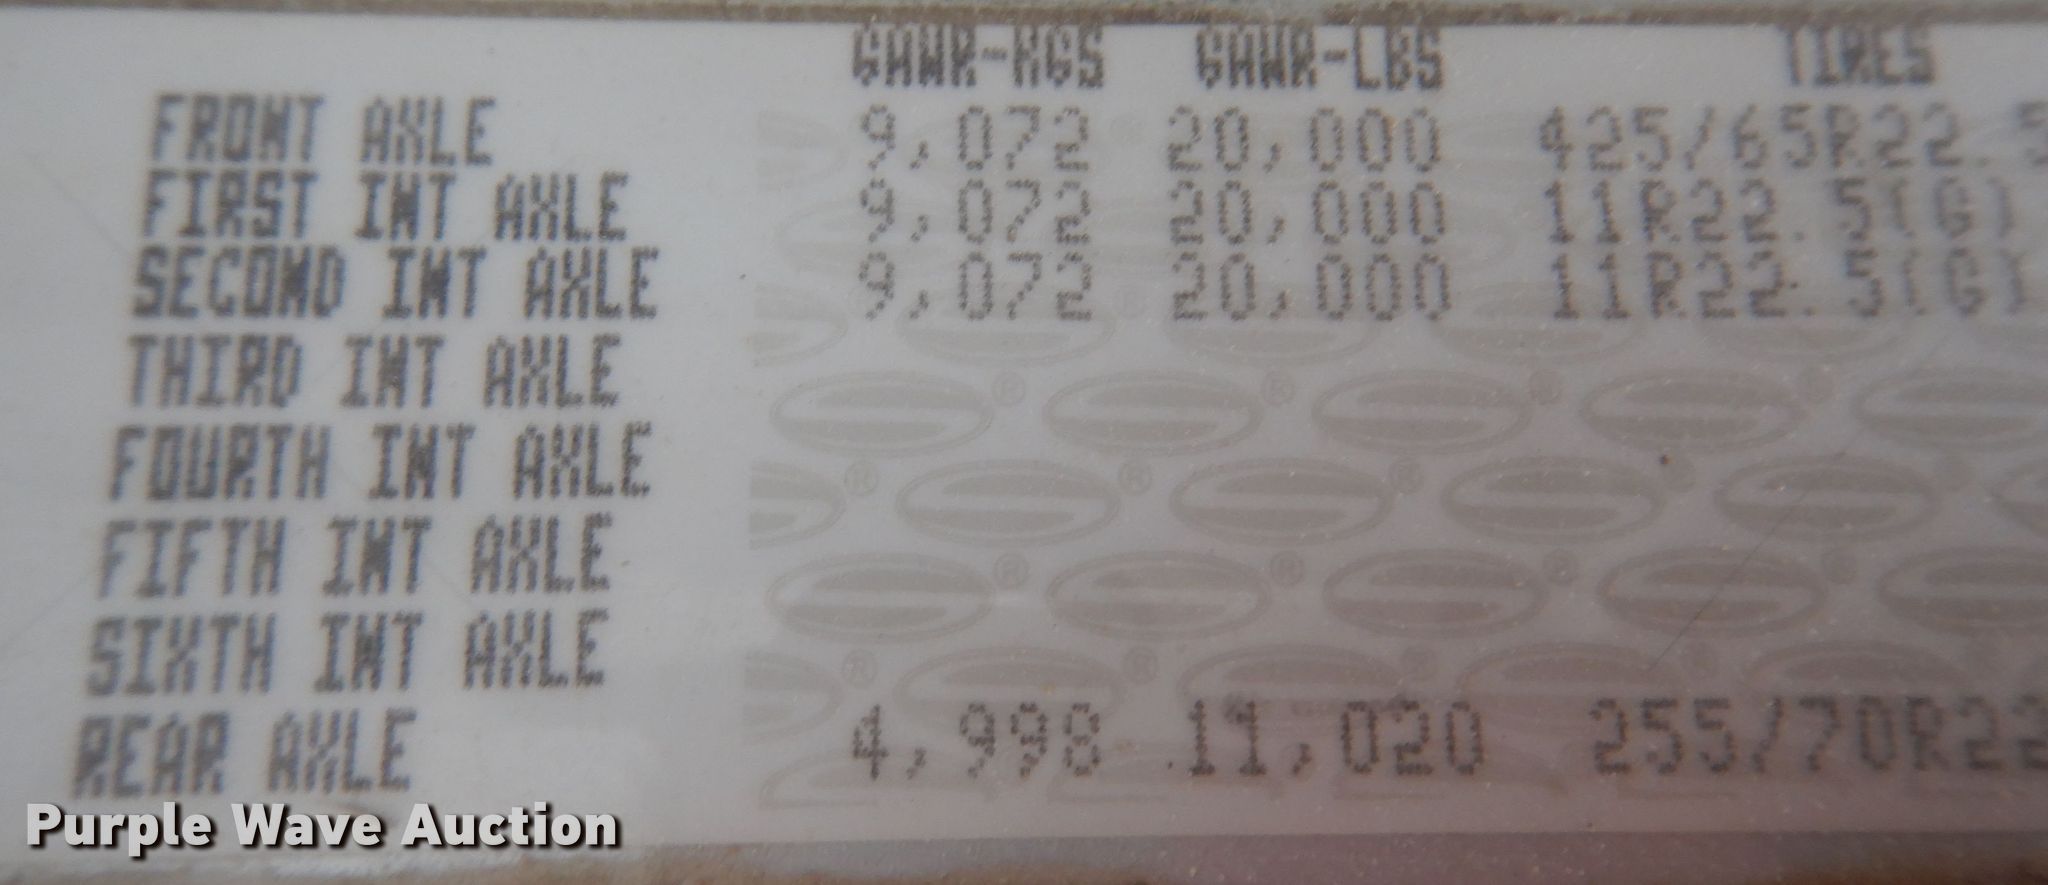 GAWR-KGS GAWR-LBS TIRES
FRONT AXLE 9,072 20,000 425/65R22.5
FIRST INT AXLE 9,072 20,000 11R22.5(G)
SECOND INT AXLE 9,072 20,000 11R22.5(G)
THIRD INT AXLE
FOURTH INT AXLE
FIFTH INT AXLE
SIXTH INT AXLE
REAR AXLE 4,998 11,020 255/70R22
Purple Wave Auction